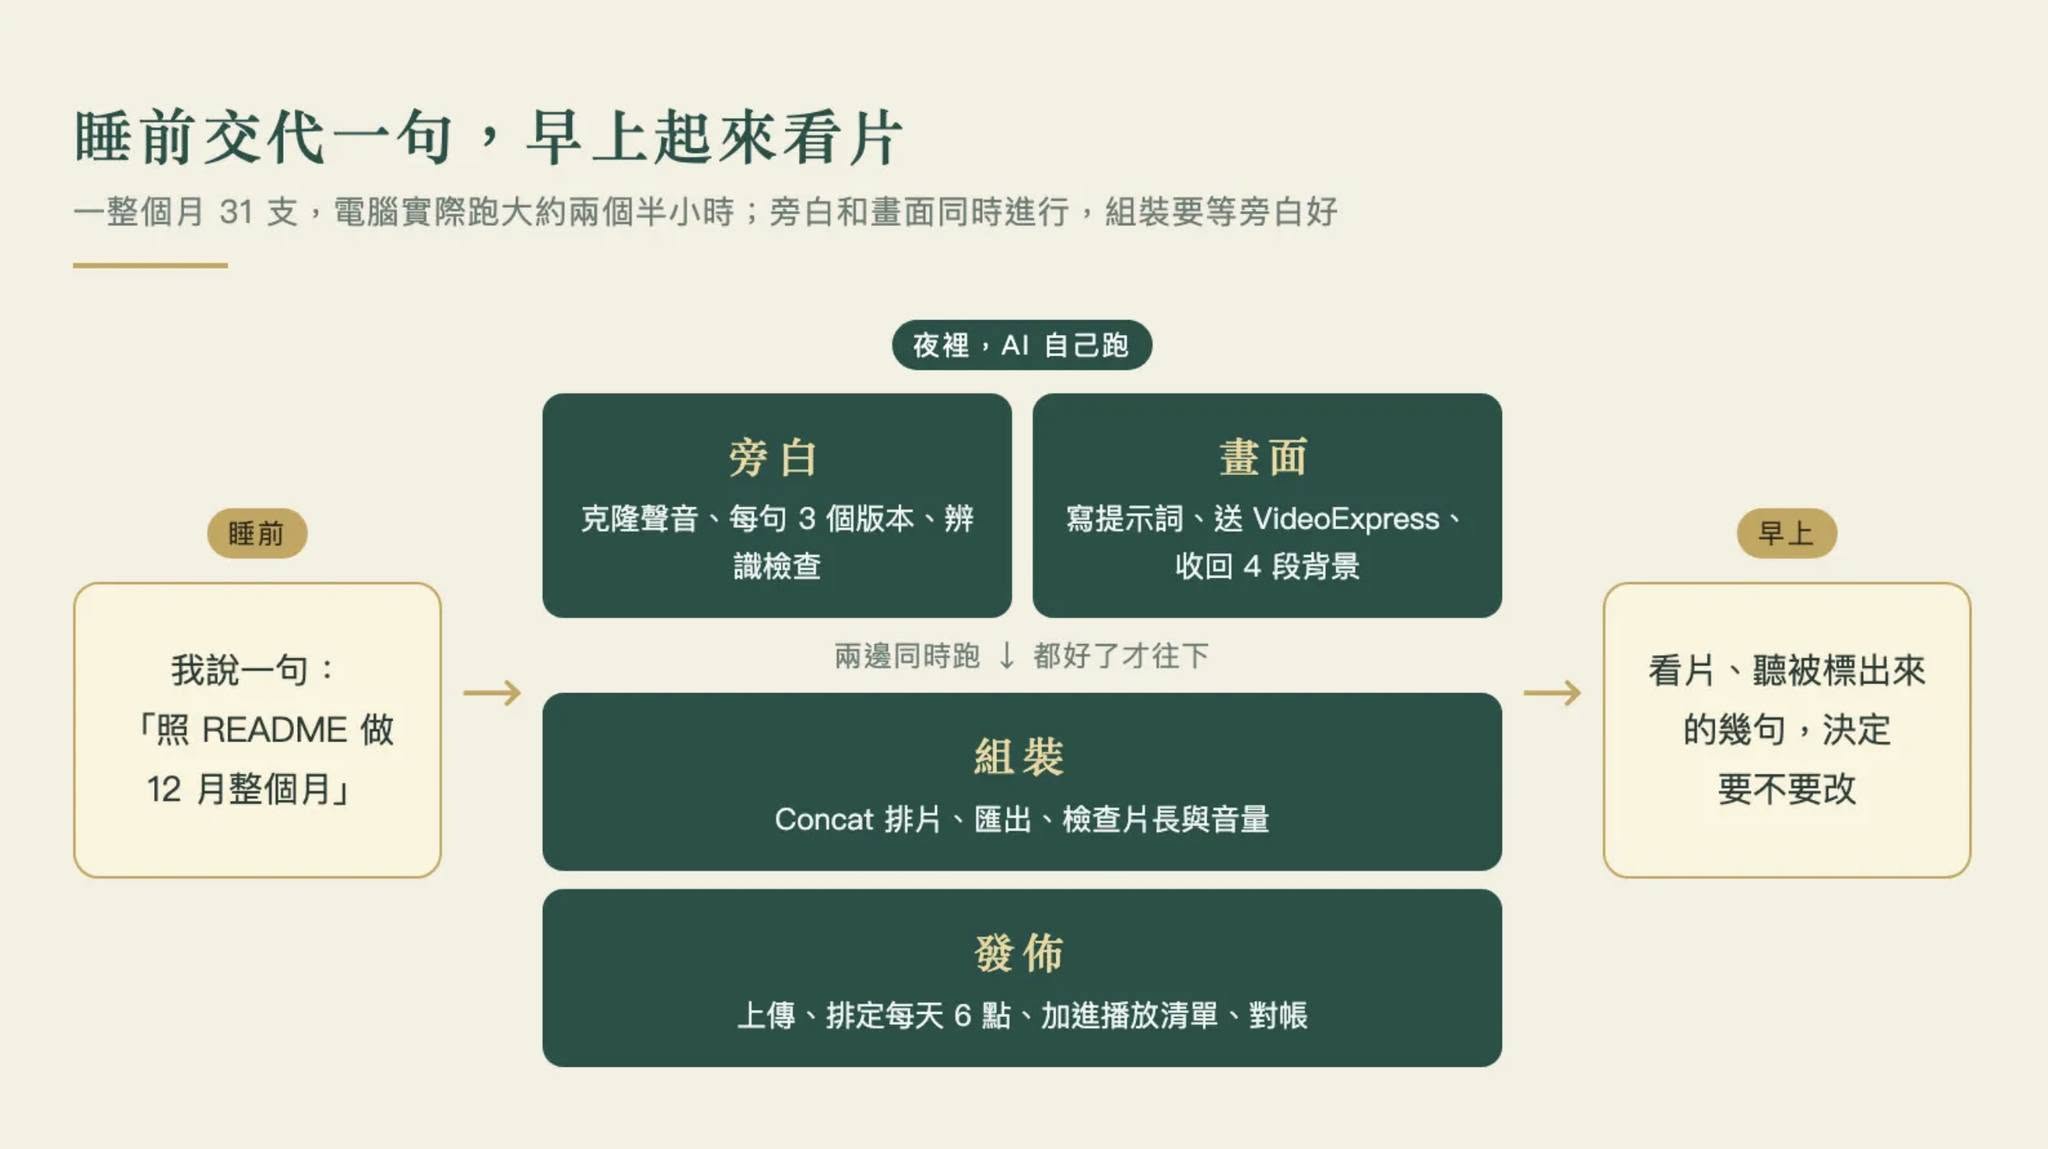 睡前交代一句，早上起來看片
一整個月 31 支，電腦實際跑大約兩個半小時；旁白和畫面同時進行，組裝要等旁白好
睡前
我說一句：
「照 README 做
12 月整個月」
→
夜裡，AI 自己跑
旁白
克隆聲音、每句 3 個版本、辨
識檢查
畫面
寫提示詞、送 VideoExpress、
收回 4 段背景
兩邊同時跑 ↓ 都好了才往下
組裝
Concat 排片、匯出、檢查片長與音量
發佈
上傳、排定每天 6 點、加進播放清單、對帳
→
早上
看片、聽被標出來
的幾句，決定
要不要改